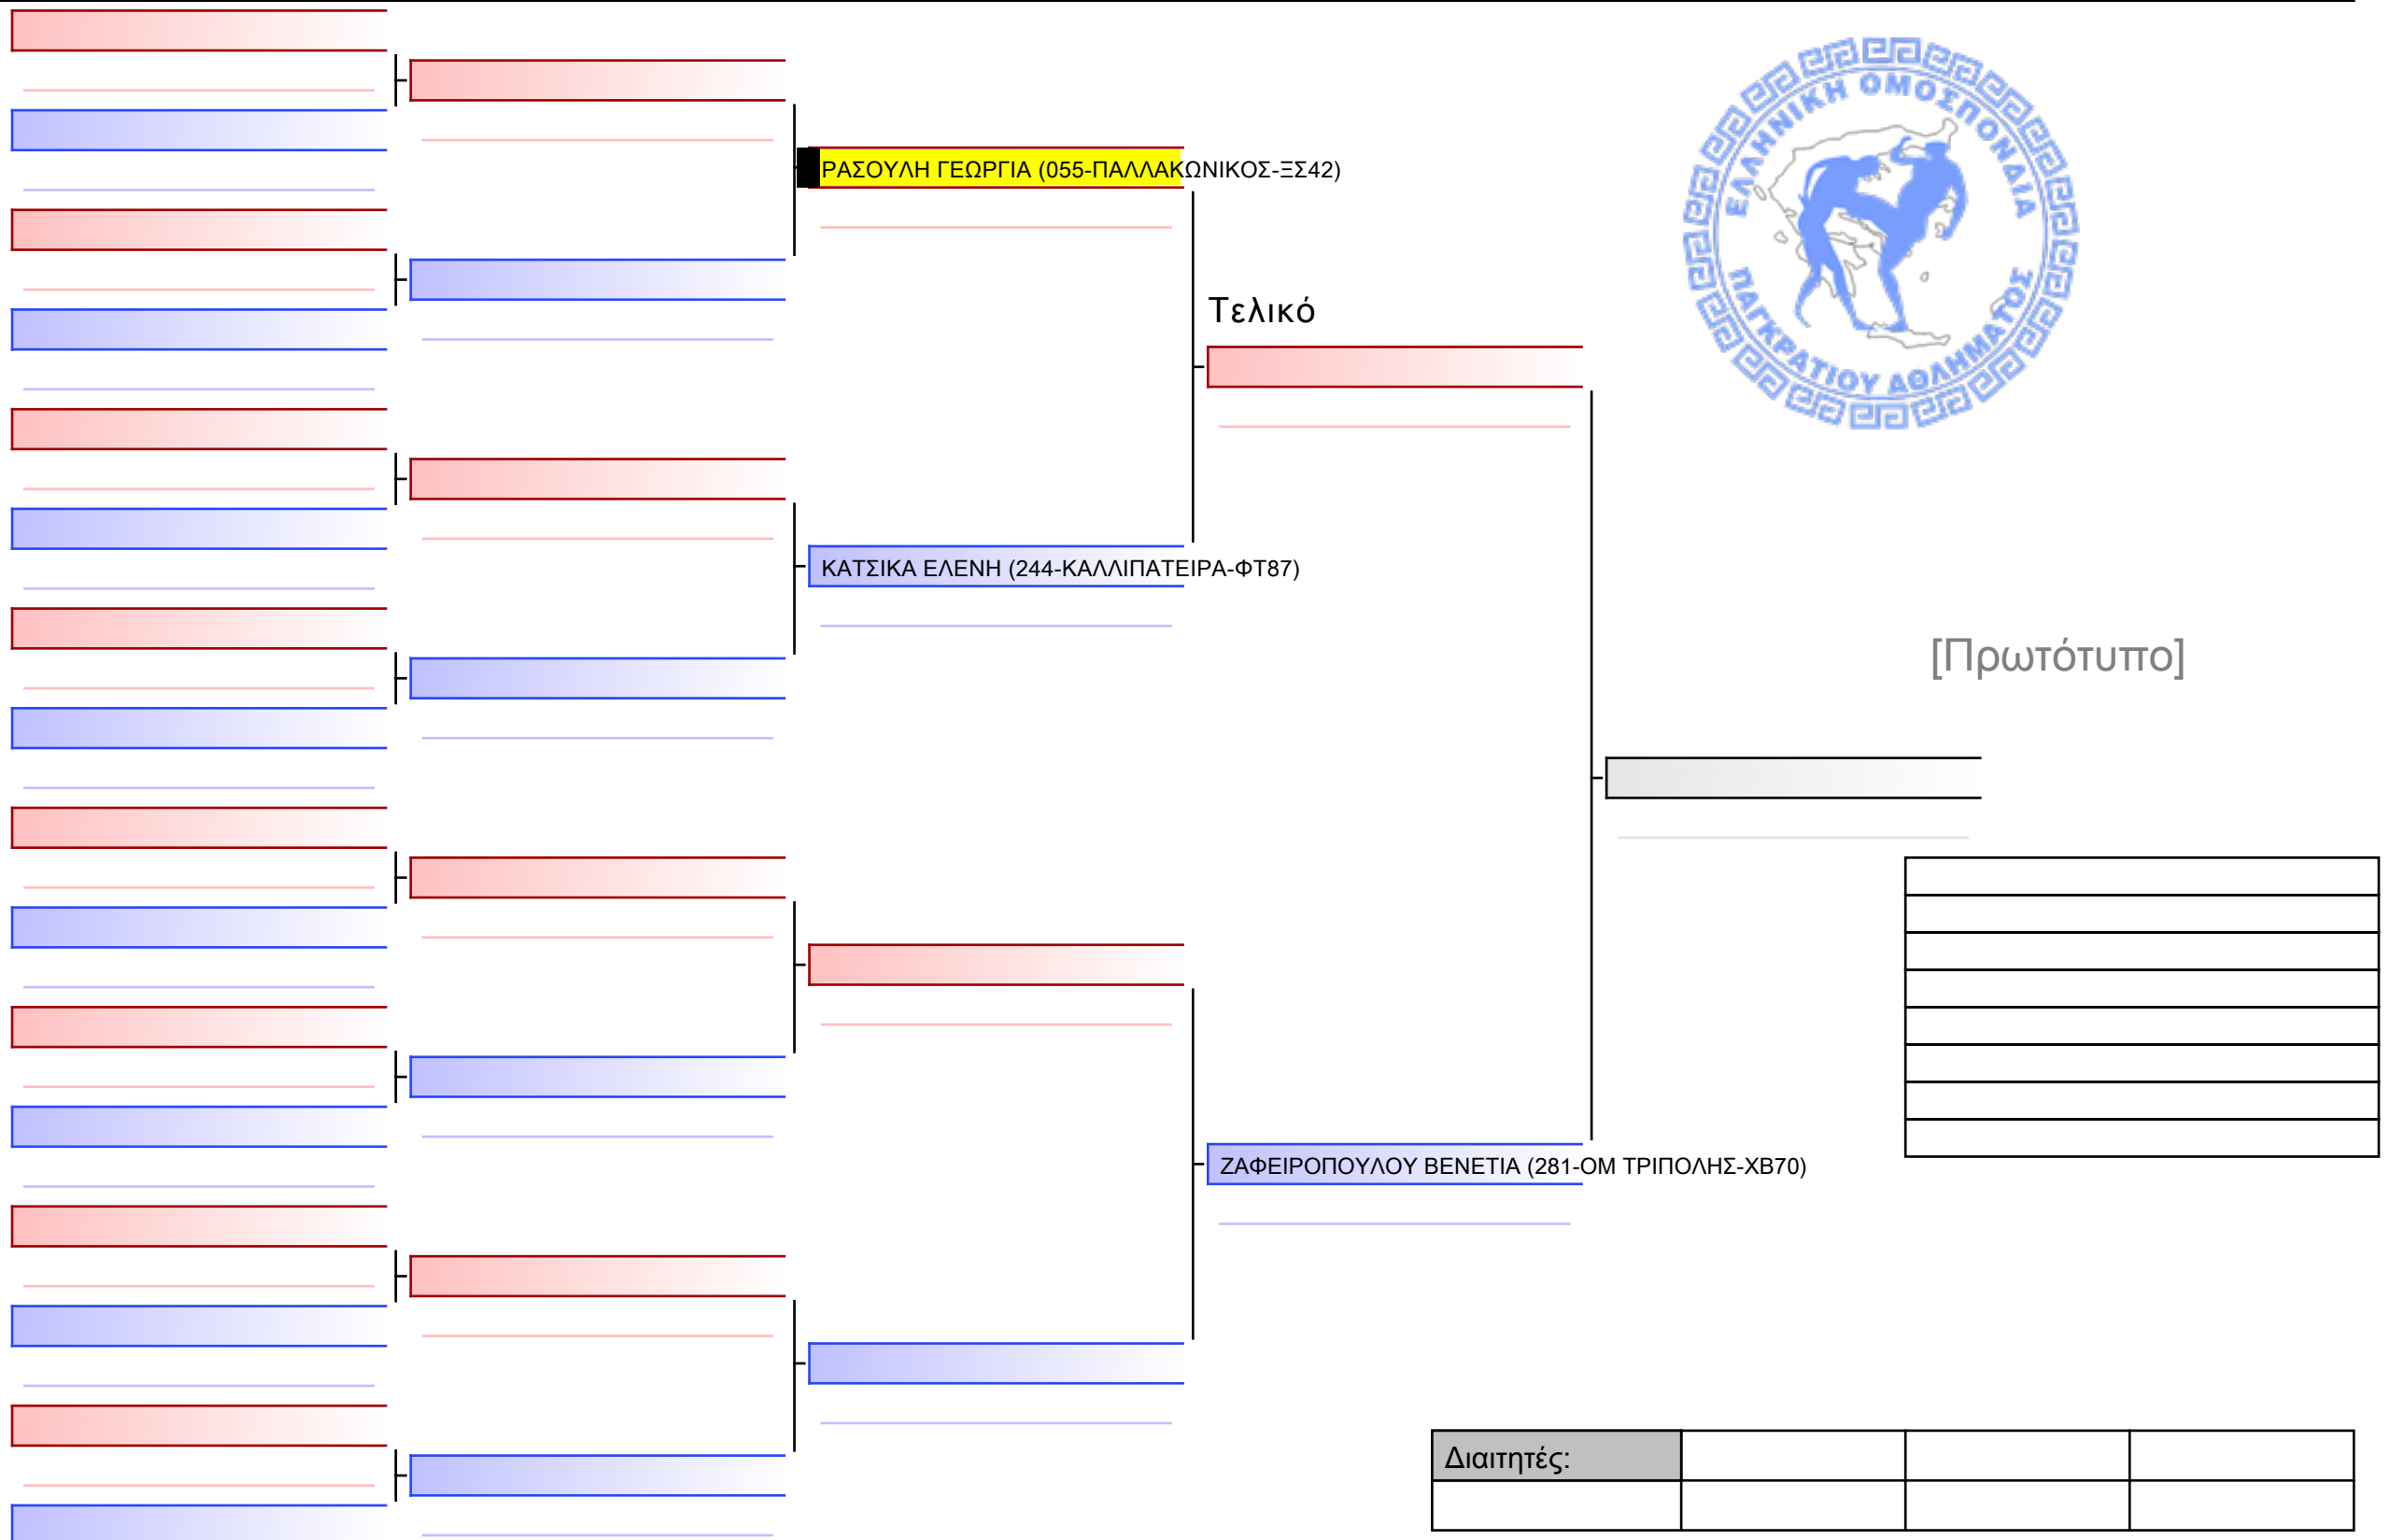 ΕΛΛΗΝΙΚΗ ΟΜΟΣΠΟΝΔΙΑ
ΠΑΓΚΡΑΤΙΟΥ ΑΘΛΗΜΑΤΟΣ
ΡΑΣΟΥΛΗ ΓΕΩΡΓΙΑ (055-ΠΑΛΛΑΚΩΝΙΚΟΣ-ΞΣ42)
Τελικό
ΚΑΤΣΙΚΑ ΕΛΕΝΗ (244-ΚΑΛΛΙΠΑΤΕΙΡΑ-ΦΤ87)
[Πρωτότυπο]
ΖΑΦΕΙΡΟΠΟΥΛΟΥ ΒΕΝΕΤΙΑ (281-ΟΜ ΤΡΙΠΟΛΗΣ-ΧΒ70)
Διαιτητές: